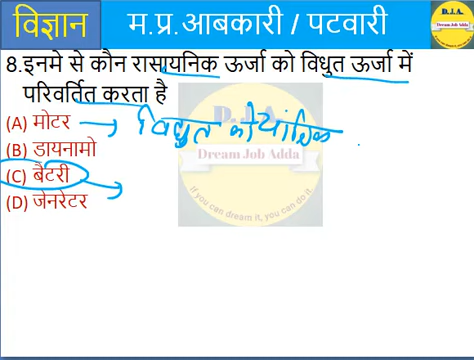 विज्ञान
म.प्र.आबकारी / पटवारी
D.J.A.
Dream Job Adda
8.इनमे से कौन रासायनिक ऊर्जा को विधुत ऊर्जा में
परिवर्तित करता है
(A) मोटर
विधुत को यांत्रिक
(B) डायनामो
(C) बैटरी
(D) जेनरेटर
D.J.A.
Dream Job Adda
if you can dream it, you can do it.